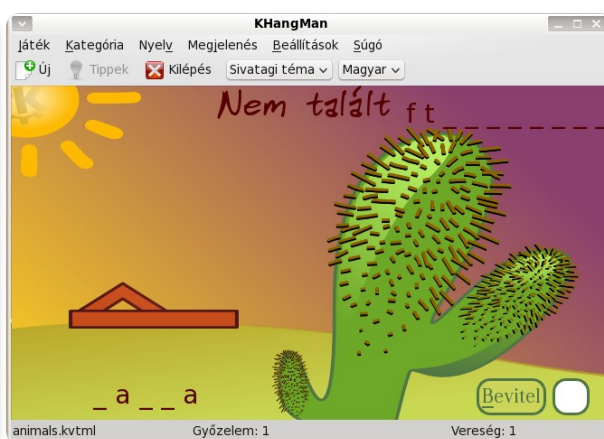 KHangMan
Játék Kategória Nyelv Megjelenés Beállítások Súgó
Új Tippek Kilépés Sivatagi téma Magyar
Nem talált f t _ _ _ _ _ _ _ _
_ a _ _ a
Bevitel
animals.kvtml Győzelem: 1 Vereség: 1